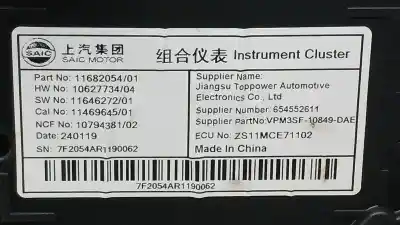 SAIC
上汽集团
SAIC MOTOR
组合仪表 Instrument Cluster
Part No: 11682054/01
HW No: 10627734/04
SW No: 11646272/01
Cal No: 11469645/01
NCF No: 10794381/02
Date: 240119
SN: 7F2054AR1190062
Supplier Name:
Jiangsu Toppower Automotive
Electronics Co., Ltd
Supplier No.: 654552611
Part No.: VPM3SF-10849-DAE
ECU No: ZS11MCE71102
Made In China
7F2054AR1190062